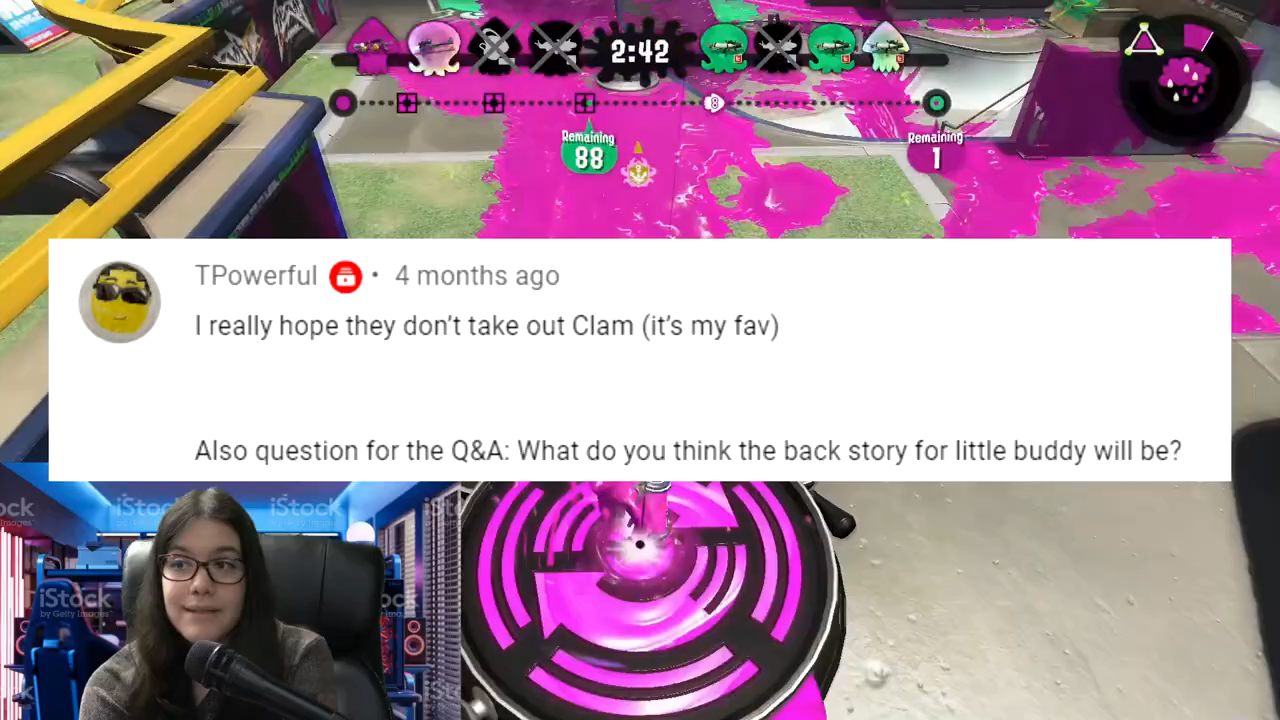 2:42
8
Remaining
88
Remaining
1
TPowerful • 4 months ago
I really hope they don't take out Clam (it's my fav)
Also question for the Q&A: What do you think the back story for little buddy will be?
iStock
iStock
iStock
by Getty Images